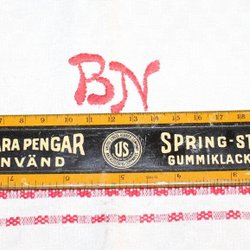 BN
ARA PENGAR
NVÄND
US
SPRING-ST
GUMMIKLACK